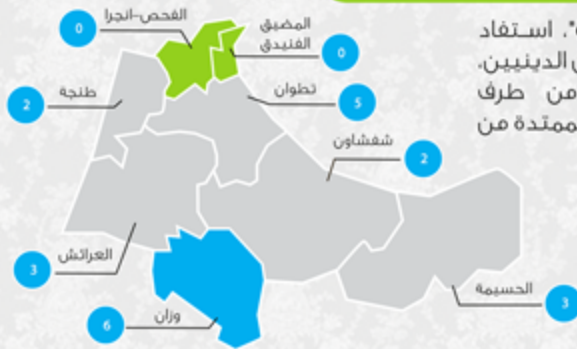 "، استفاد
الدينيين،
من طرف
ممتدة من
الفحص-انجرا
0
المضيق
الفنيدق
0
تطوان
5
طنجة
2
شفشاون
2
العرائش
3
وزان
6
الحسيمة
3